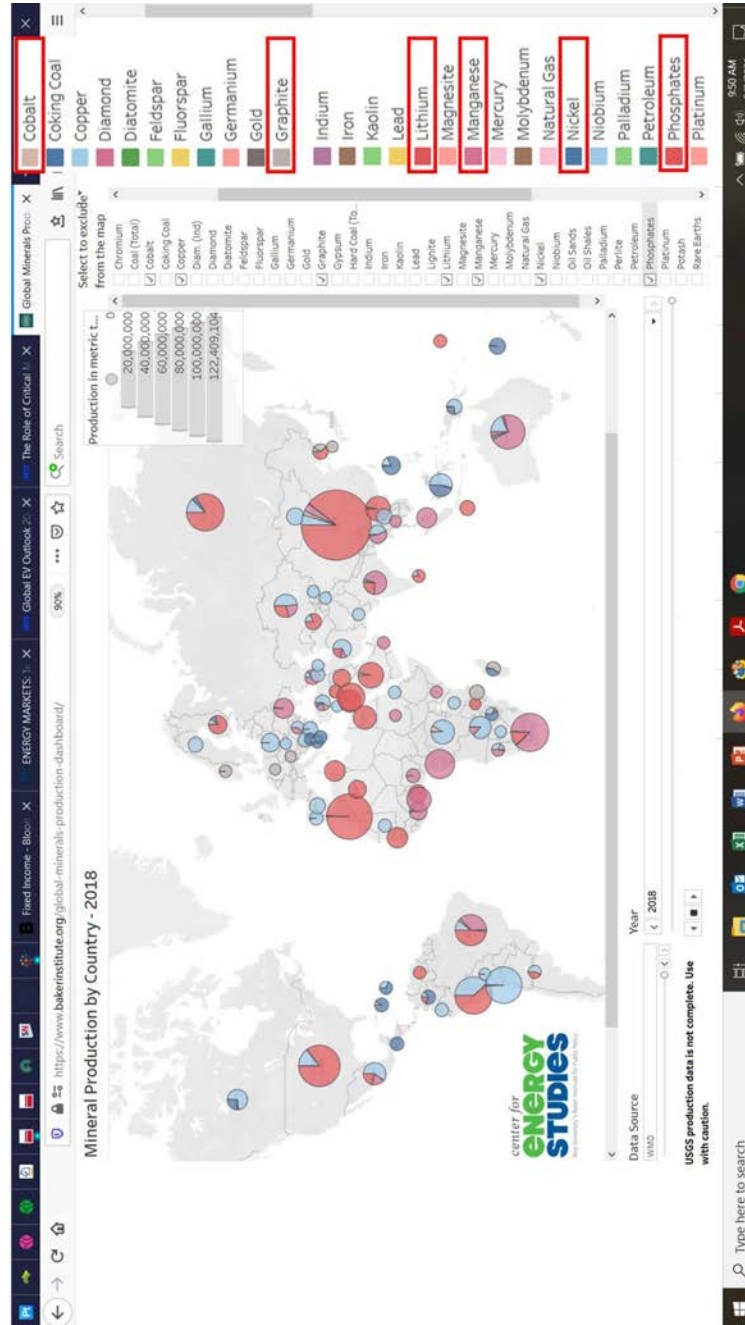 Fixed Income - Bloom
ENERGY MARKETS: T
Global EV Outlook 20
The Role of Critical M
Global Minerals Prod
https://www.bakerinstitute.org/global-minerals-production-dashboard/
90%
Search
Mineral Production by Country - 2018
Production in metric t...
0
20,000,000
40,000,000
60,000,000
80,000,000
100,000,000
122,409,104
Select to exclude
from the map
Chromium
Coal (Total)
Cobalt
Coking Coal
Copper
Diam. (Ind)
Diamond
Diatomite
Feldspar
Fluorspar
Gallium
Germanium
Gold
Graphite
Gypsum
Hard Coal (To..
Indium
Iron
Kaolin
Lead
Lignite
Lithium
Magnesite
Manganese
Mercury
Molybdenum
Natural Gas
Nickel
Niobium
Oil Sands
Oil Shales
Palladium
Perlite
Petroleum
Phosphates
Platinum
Potash
Rare Earths
Cobalt
Coking Coal
Copper
Diamond
Diatomite
Feldspar
Fluorspar
Gallium
Germanium
Gold
Graphite
Indium
Iron
Kaolin
Lead
Lithium
Magnesite
Manganese
Mercury
Molybdenum
Natural Gas
Nickel
Niobium
Palladium
Petroleum
Phosphates
Platinum
center for
ENERGY
STUDIES
Data Source
WMD
Year
2018
USGS production data is not complete. Use
with caution.
Type here to search
9:50 AM